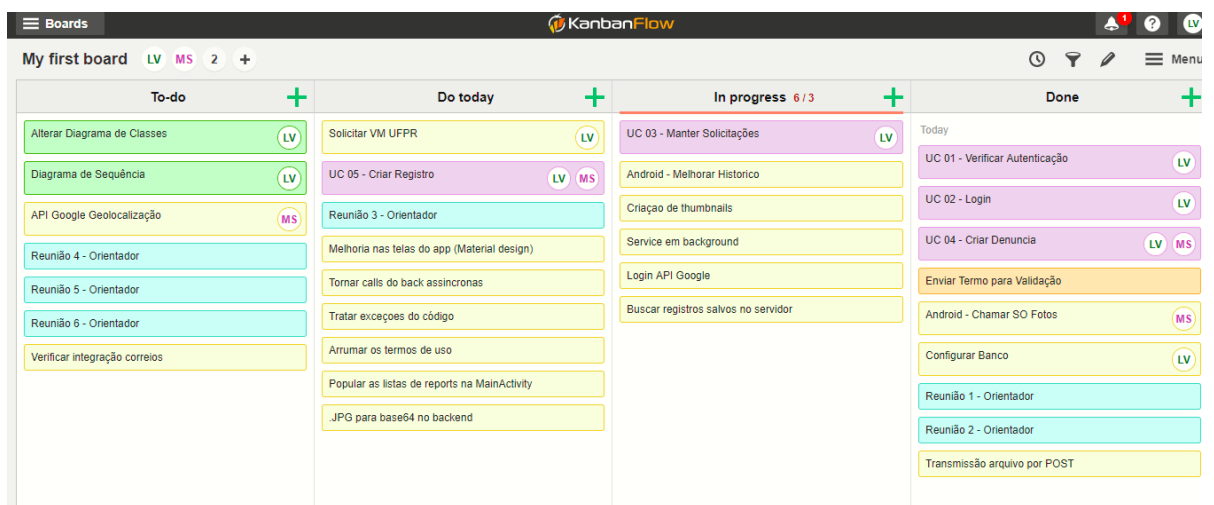 Boards
KanbanFlow
1
?
LV
My first board LV MS 2 +
Menu
To-do
Alterar Diagrama de Classes
LV
Diagrama de Sequência
LV
API Google Geolocalização
MS
Reunião 4 - Orientador
Reunião 5 - Orientador
Reunião 6 - Orientador
Verificar integração correios
Do today
Solicitar VM UFPR
LV
UC 05 - Criar Registro
LV MS
Reunião 3 - Orientador
Melhoria nas telas do app (Material design)
Tornar calls do back assincronas
Tratar exceçoes do código
Arrumar os termos de uso
Popular as listas de reports na MainActivity
.JPG para base64 no backend
In progress 6 / 3
UC 03 - Manter Solicitações
LV
Android - Melhorar Historico
Criaçao de thumbnails
Service em background
Login API Google
Buscar registros salvos no servidor
Done
Today
UC 01 - Verificar Autenticação
LV
UC 02 - Login
LV
UC 04 - Criar Denuncia
LV MS
Enviar Termo para Validação
Android - Chamar SO Fotos
MS
Configurar Banco
LV
Reunião 1 - Orientador
Reunião 2 - Orientador
Transmissão arquivo por POST